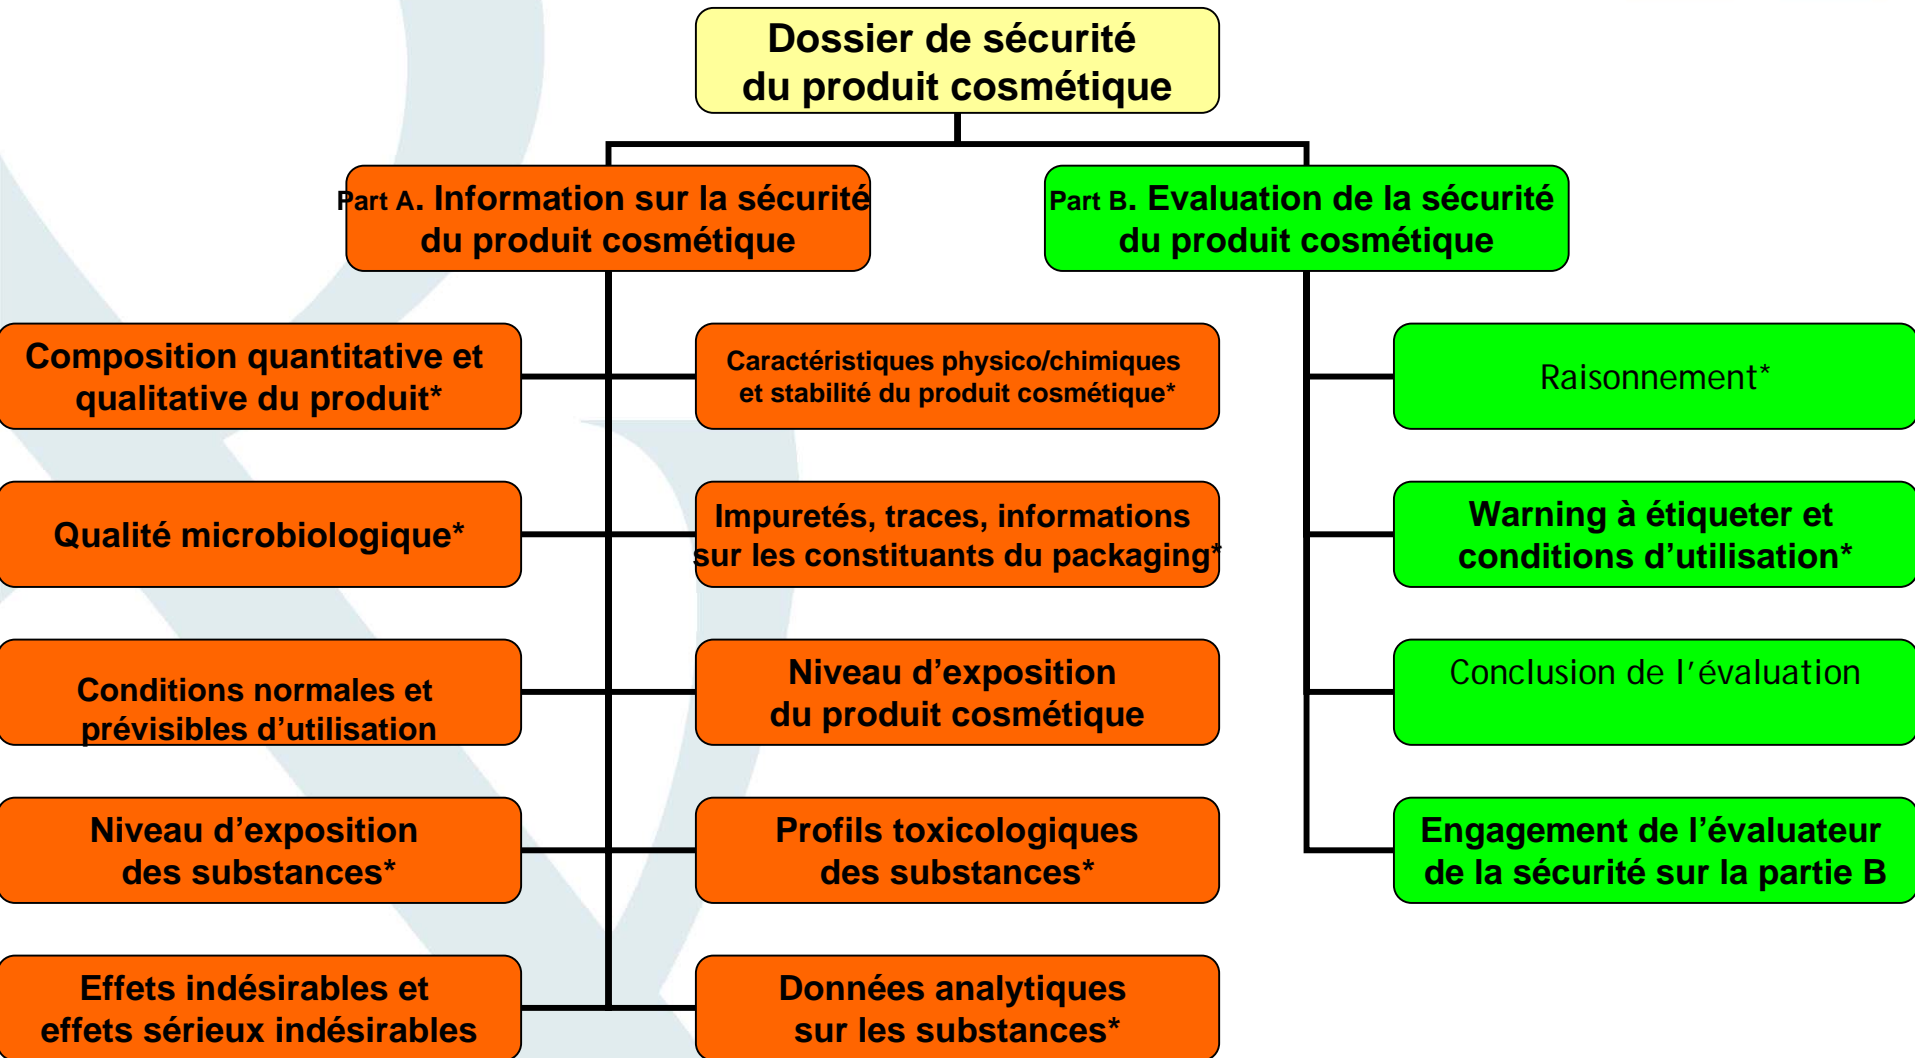 Dossier de sécurité
du produit cosmétique
Part A. Information sur la sécurité
du produit cosmétique
Part B. Evaluation de la sécurité
du produit cosmétique
Composition quantitative et
qualitative du produit*
Caractéristiques physico/chimiques
et stabilité du produit cosmétique*
Raisonnement*
Qualité microbiologique*
Impuretés, traces, informations
sur les constituants du packaging*
Warning à étiqueter et
conditions d’utilisation*
Conditions normales et
prévisibles d’utilisation
Niveau d’exposition
du produit cosmétique
Conclusion de l’évaluation
Niveau d’exposition
des substances*
Profils toxicologiques
des substances*
Engagement de l’évaluateur
de la sécurité sur la partie B
Effets indésirables et
effets sérieux indésirables
Données analytiques
sur les substances*